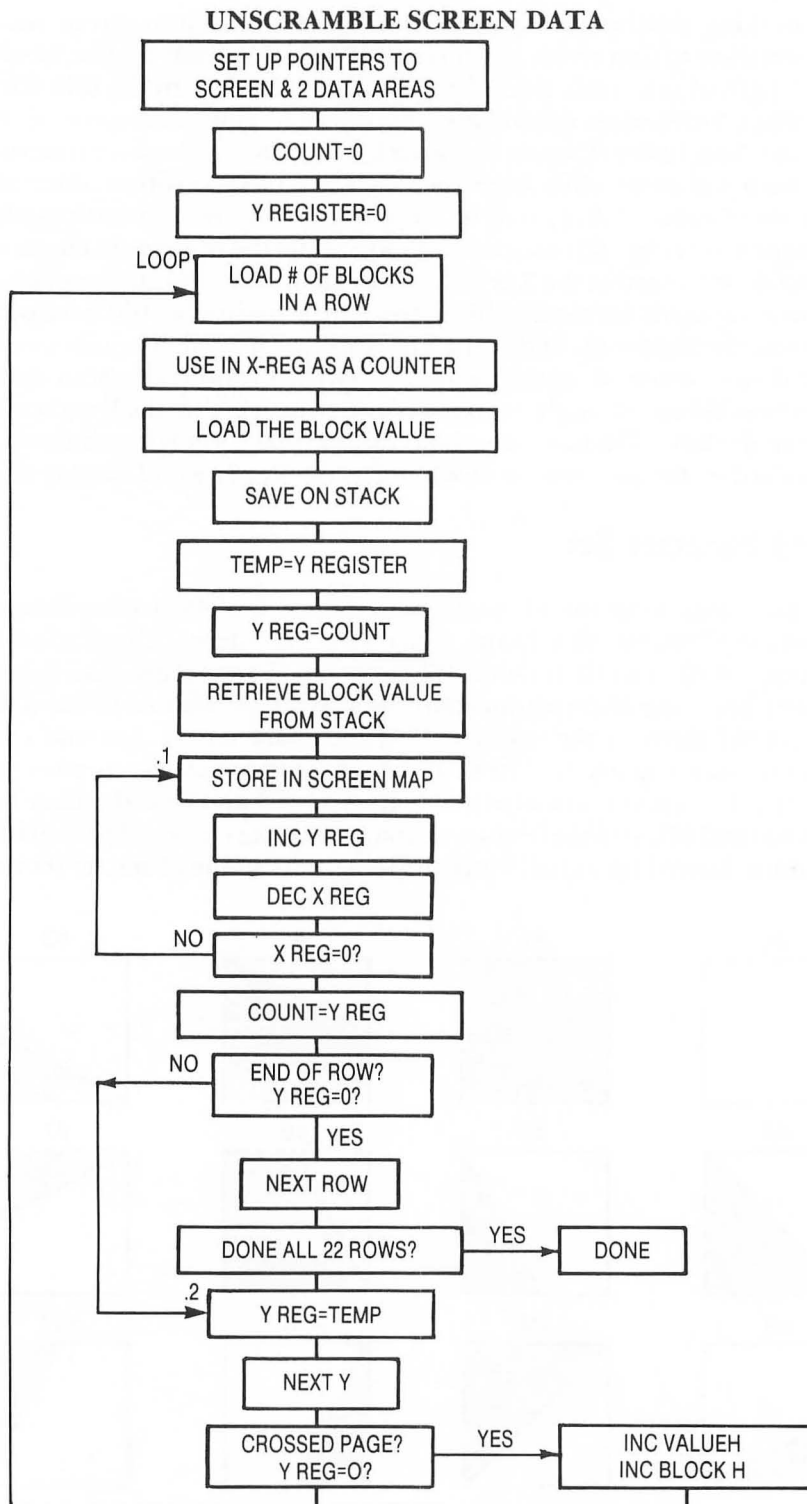 UNSCRAMBLE SCREEN DATA
SET UP POINTERS TO
SCREEN & 2 DATA AREAS
COUNT=0
Y REGISTER=0
LOOP
LOAD # OF BLOCKS
IN A ROW
USE IN X-REG AS A COUNTER
LOAD THE BLOCK VALUE
SAVE ON STACK
TEMP=Y REGISTER
Y REG=COUNT
RETRIEVE BLOCK VALUE
FROM STACK
.1
STORE IN SCREEN MAP
INC Y REG
DEC X REG
NO
X REG=0?
COUNT=Y REG
NO
END OF ROW?
Y REG=0?
YES
NEXT ROW
DONE ALL 22 ROWS?
YES
DONE
.2
Y REG=TEMP
NEXT Y
CROSSED PAGE?
Y REG=O?
YES
INC VALUEH
INC BLOCK H